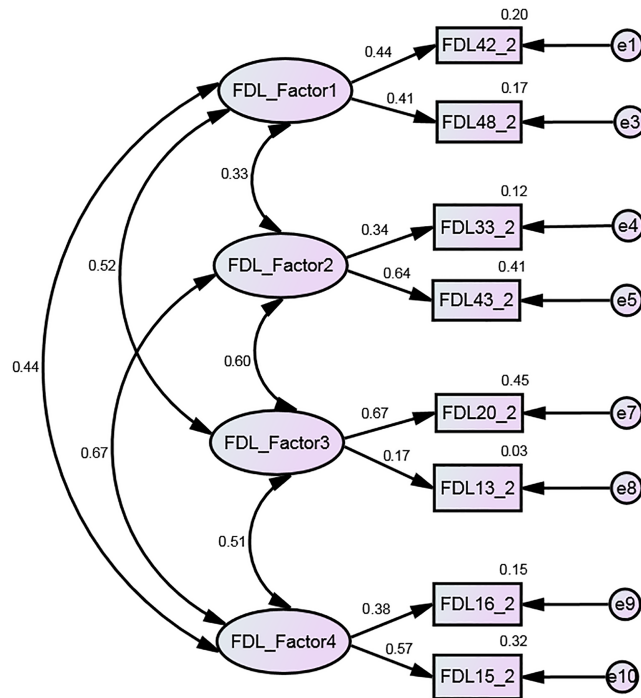 0.20
FDL42_2
e1
0.44
FDL_Factor1
0.41
0.17
FDL48_2
e3
0.33
0.12
FDL33_2
e4
0.34
FDL_Factor2
0.64
0.41
FDL43_2
e5
0.52
0.44
0.60
0.45
FDL20_2
e7
0.67
FDL_Factor3
0.17
0.03
FDL13_2
e8
0.67
0.51
0.15
FDL16_2
e9
0.38
FDL_Factor4
0.57
0.32
FDL15_2
e10